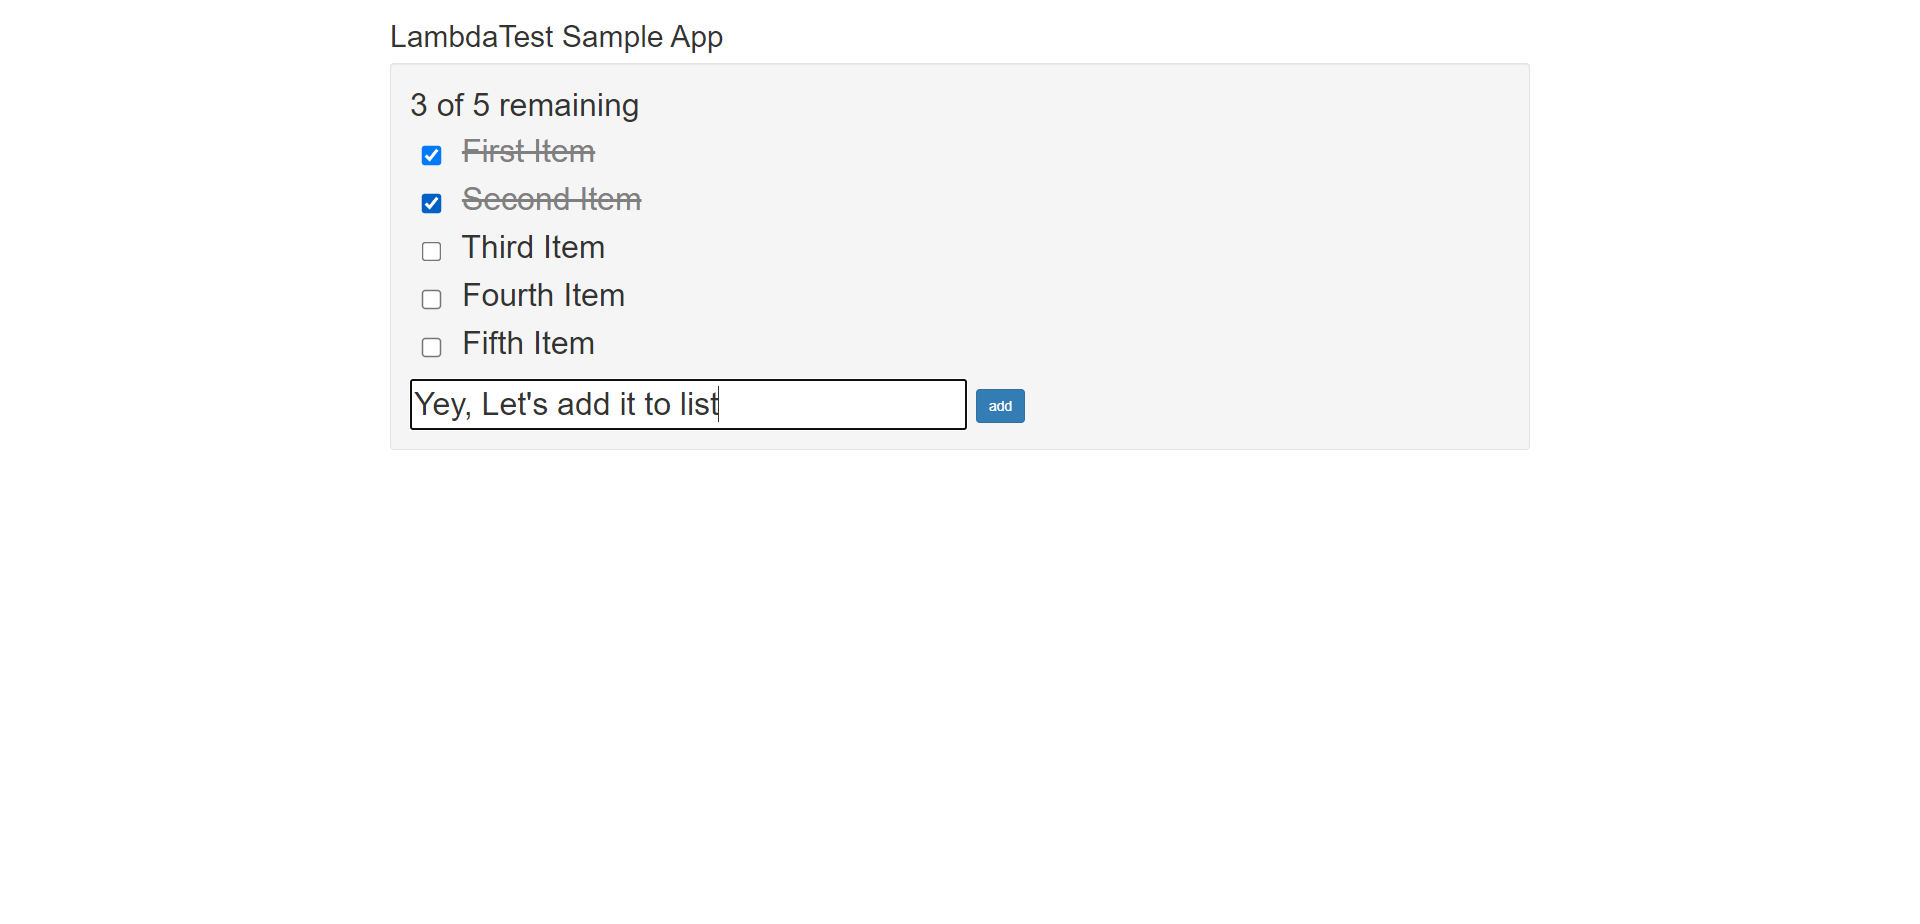 LambdaTest Sample App
3 of 5 remaining
First Item
Second Item
Third Item
Fourth Item
Fifth Item
Yey, Let's add it to list
add